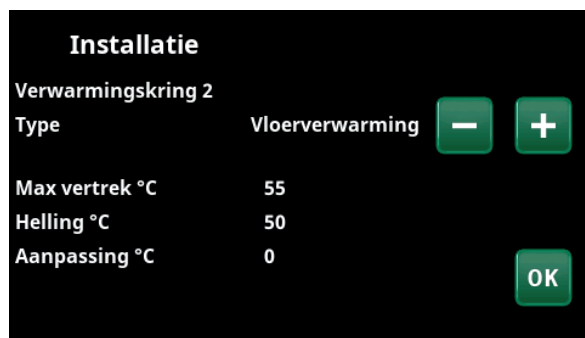 Installatie
Verwarmingskring 2
Type Vloerverwarming − +
Max vertrek °C 55
Helling °C 50
Aanpassing °C 0
OK